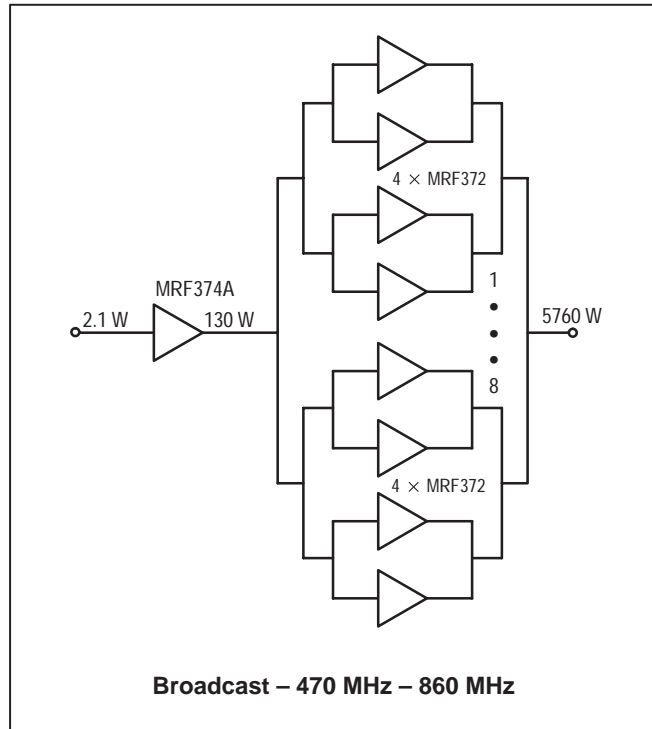 4 × MRF372
MRF374A
2.1 W
130 W
1
•
•
•
8
5760 W
4 × MRF372
Broadcast – 470 MHz – 860 MHz